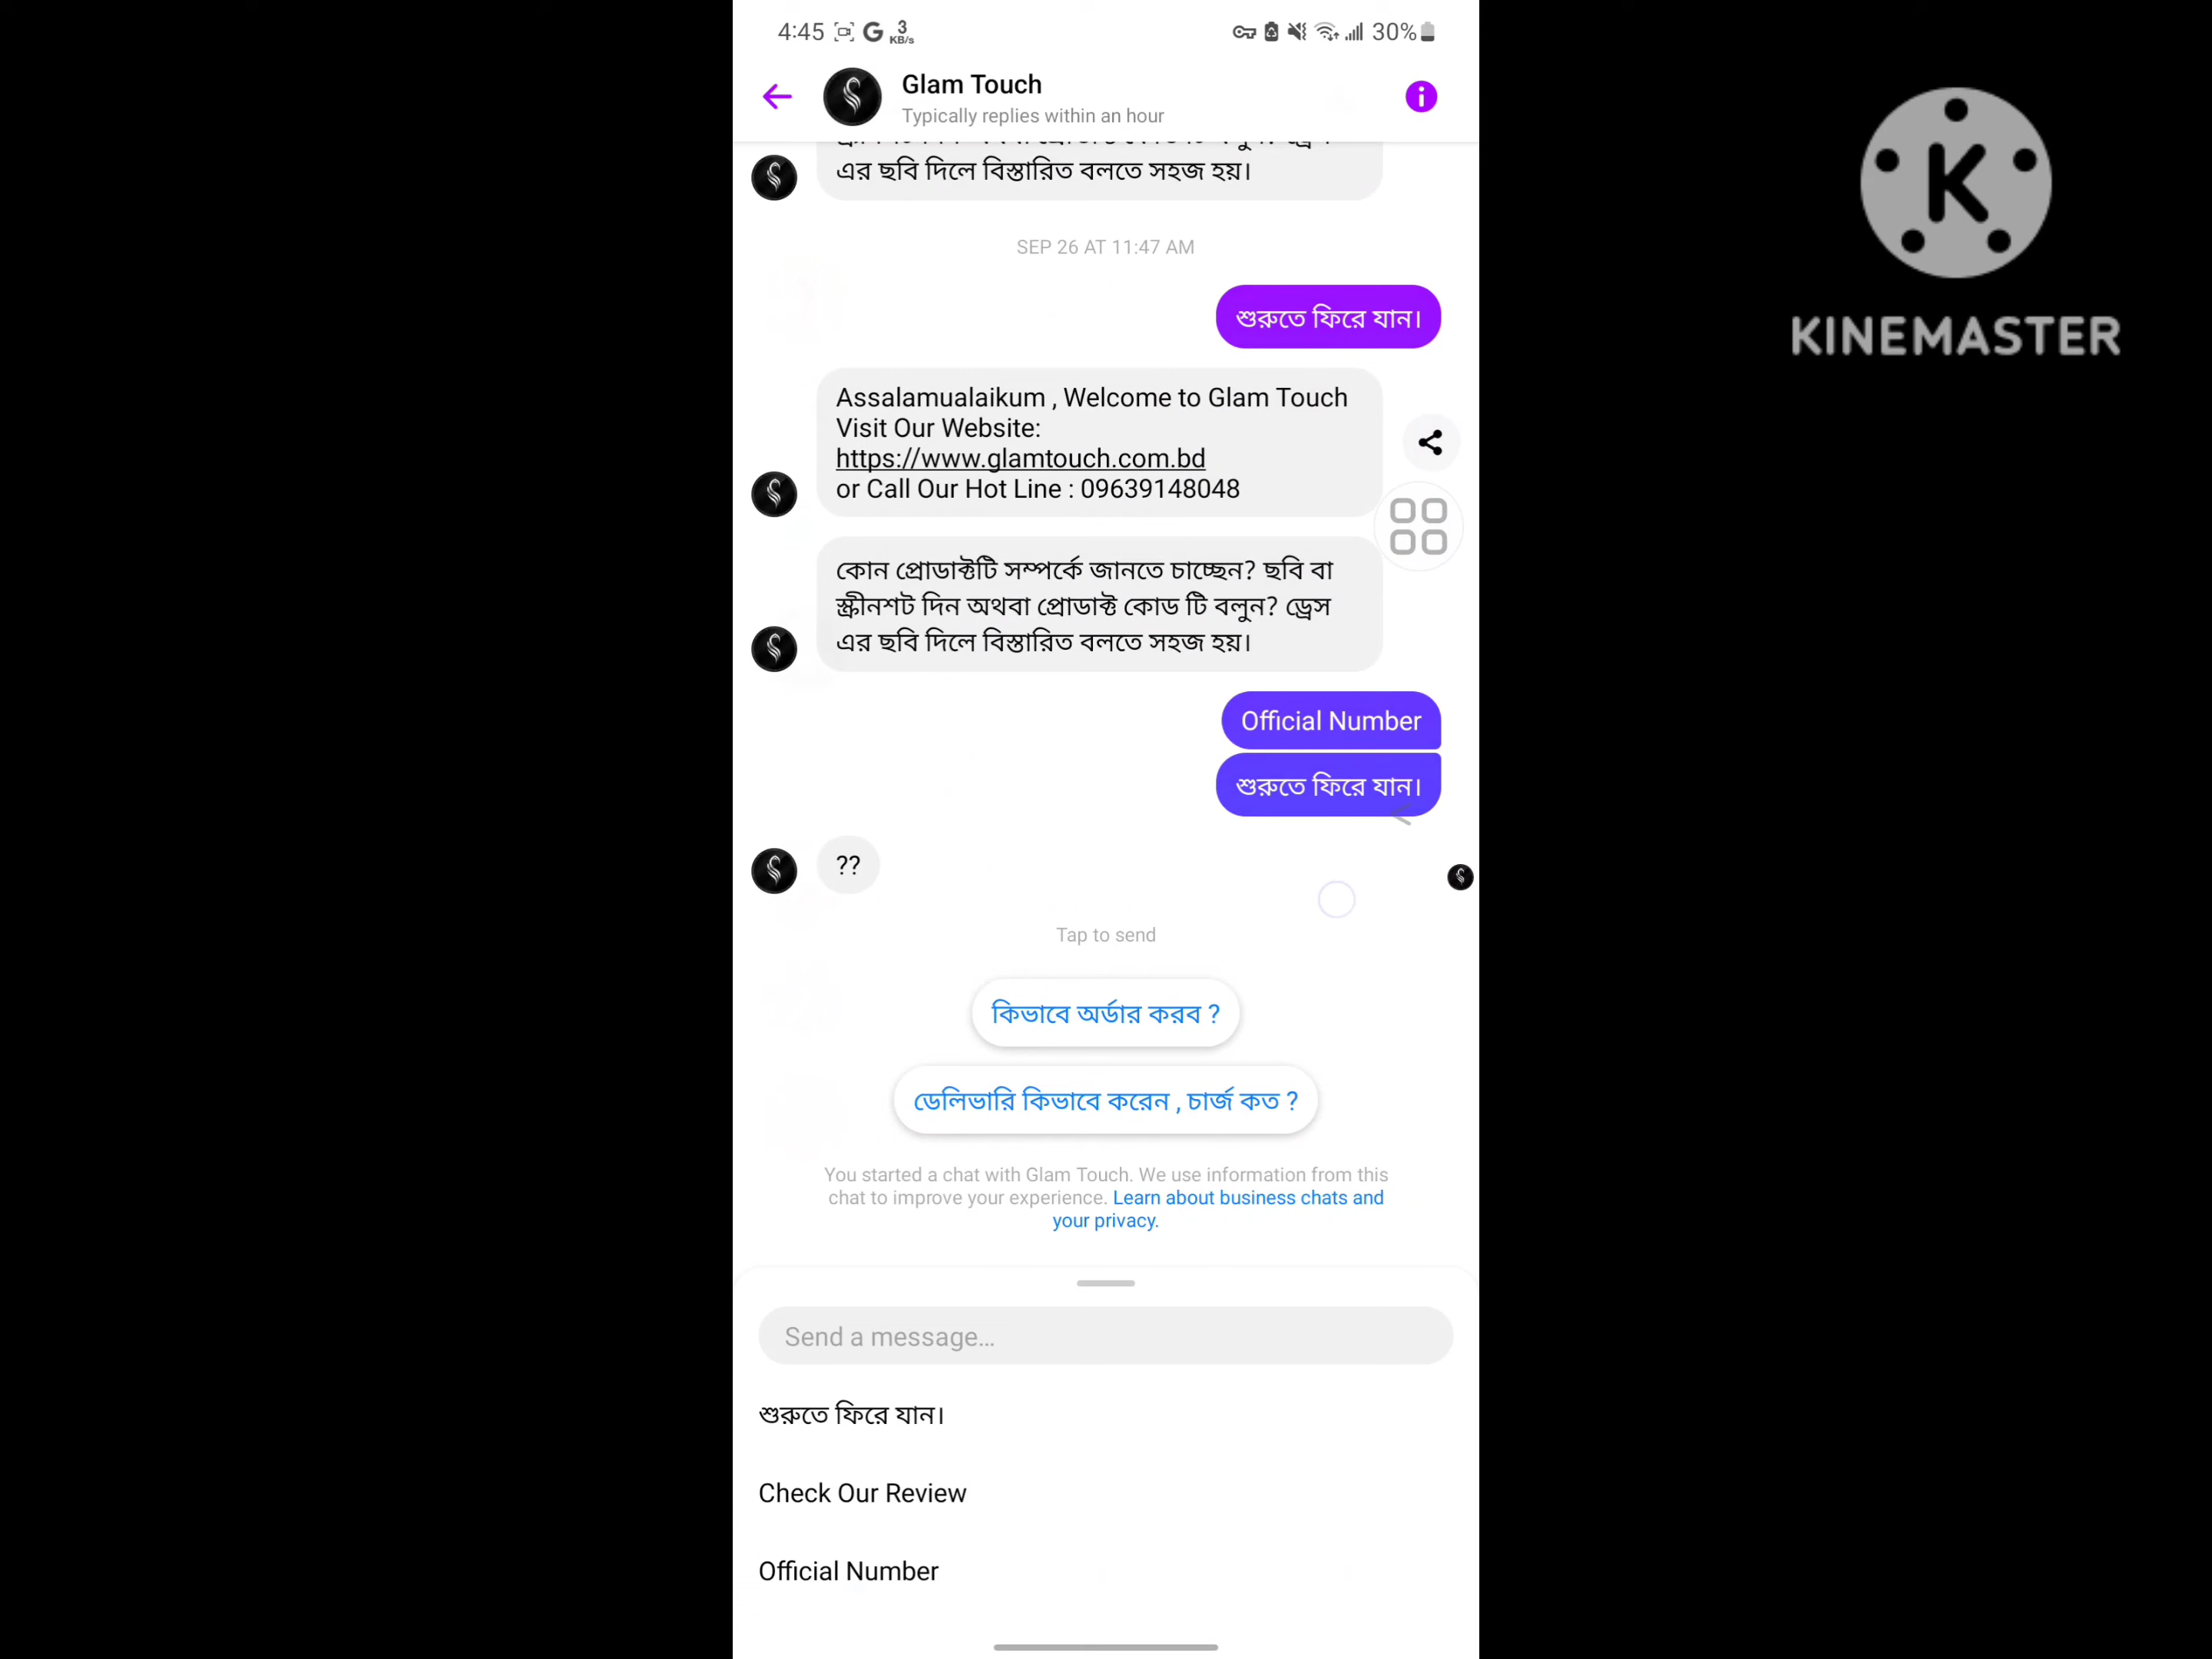 4:45
3
KB/s
30%
Glam Touch
Typically replies within an hour
এর ছবি দিলে বিস্তারিত বলতে সহজ হয়।
SEP 26 AT 11:47 AM
শুরুতে ফিরে যান।
Assalamualaikum , Welcome to Glam Touch
Visit Our Website:
https://www.glamtouch.com.bd
or Call Our Hot Line : 09639148048
কোন প্রোডাক্টটি সম্পর্কে জানতে চাচ্ছেন? ছবি বা
স্ক্রীনশট দিন অথবা প্রোডাক্ট কোড টি বলুন? ড্রেস
এর ছবি দিলে বিস্তারিত বলতে সহজ হয়।
Official Number
শুরুতে ফিরে যান।
??
Tap to send
কিভাবে অর্ডার করব ?
ডেলিভারি কিভাবে করেন , চার্জ কত ?
You started a chat with Glam Touch. We use information from this
chat to improve your experience. Learn about business chats and
your privacy.
Send a message...
শুরুতে ফিরে যান।
Check Our Review
Official Number
K
KINEMASTER